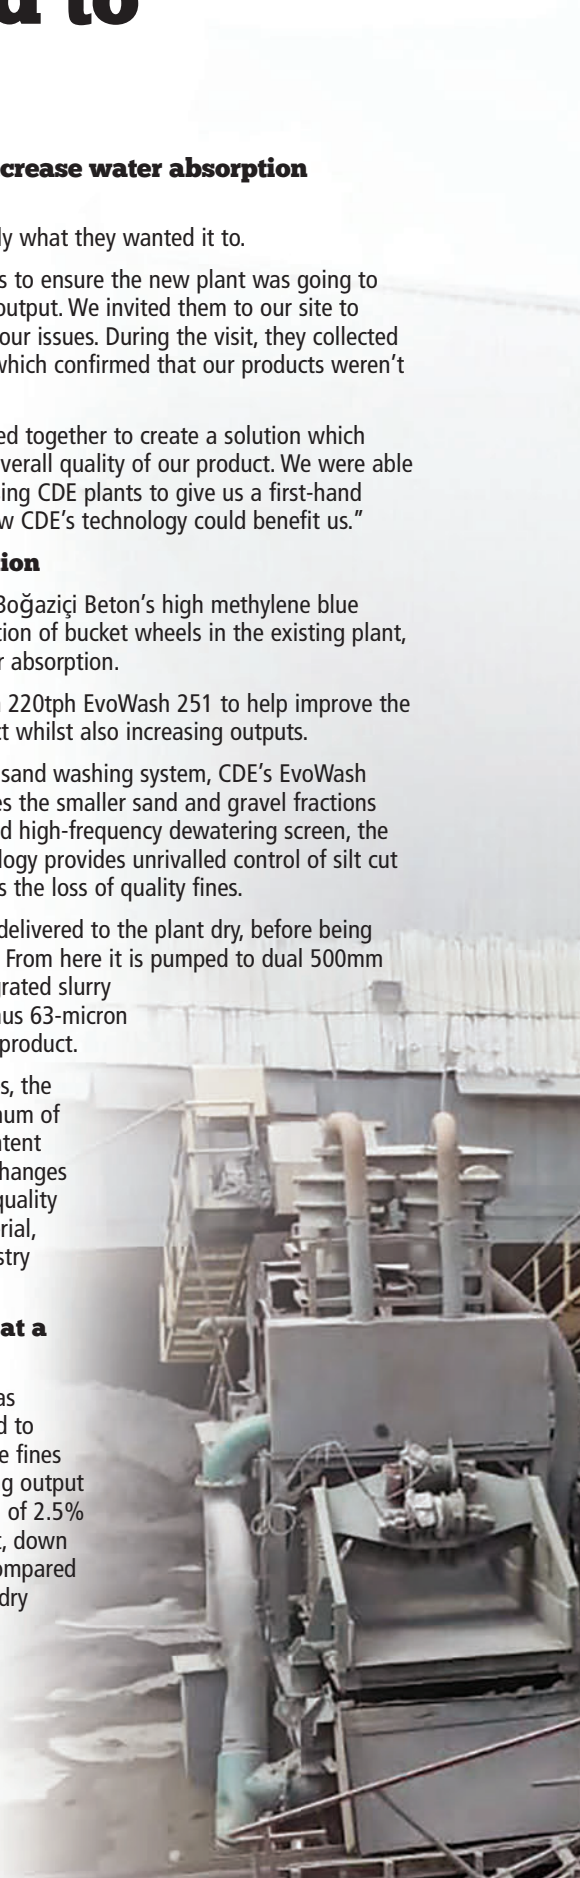 d to
crease water absorption
ly what they wanted it to.
s to ensure the new plant was going to
output. We invited them to our site to
our issues. During the visit, they collected
which confirmed that our products weren't
ed together to create a solution which
verall quality of our product. We were able
ing CDE plants to give us a first-hand
w CDE's technology could benefit us."
ion
Boğaziçi Beton's high methylene blue
tion of bucket wheels in the existing plant,
r absorption.
220tph EvoWash 251 to help improve the
ct whilst also increasing outputs.
sand washing system, CDE's EvoWash
es the smaller sand and gravel fractions
d high-frequency dewatering screen, the
logy provides unrivalled control of silt cut
s the loss of quality fines.
delivered to the plant dry, before being
From here it is pumped to dual 500mm
grated slurry
nus 63-micron
product.
s, the
num of
ntent
hanges
quality
rial,
stry
at a
as
d to
e fines
g output
of 2.5%
t, down
ompared
dry